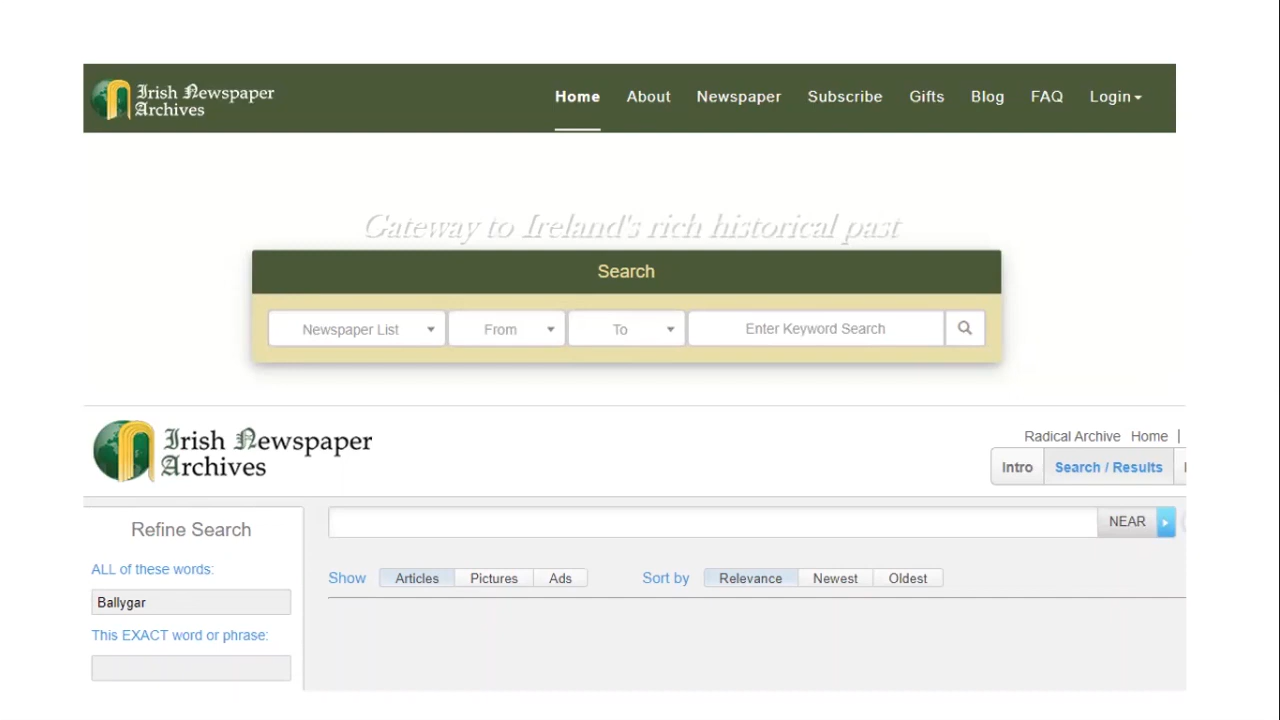 Irish Newspaper
Archives
Home About Newspaper Subscribe Gifts Blog FAQ Login
Gateway to Ireland's rich historical past
Search
Newspaper List From To Enter Keyword Search
Irish Newspaper
Archives
Radical Archive Home |
Intro Search / Results
Refine Search
NEAR
ALL of these words:
Show Articles Pictures Ads Sort by Relevance Newest Oldest
Ballygar
This EXACT word or phrase: